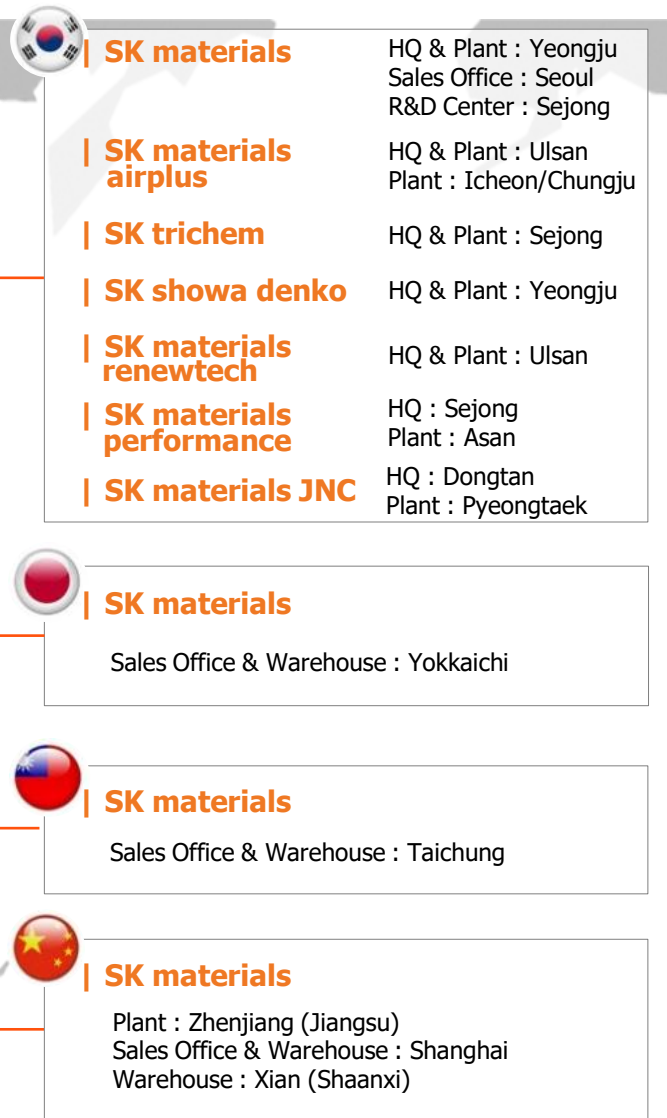 | SK materials
HQ & Plant : Yeongju
Sales Office : Seoul
R&D Center : Sejong
| SK materials
airplus
HQ & Plant : Ulsan
Plant : Icheon/Chungju
| SK trichem
HQ & Plant : Sejong
| SK showa denko
HQ & Plant : Yeongju
| SK materials
renewtech
HQ & Plant : Ulsan
| SK materials
performance
HQ : Sejong
Plant : Asan
| SK materials JNC
HQ : Dongtan
Plant : Pyeongtaek
| SK materials
Sales Office & Warehouse : Yokkaichi
| SK materials
Sales Office & Warehouse : Taichung
| SK materials
Plant : Zhenjiang (Jiangsu)
Sales Office & Warehouse : Shanghai
Warehouse : Xian (Shaanxi)